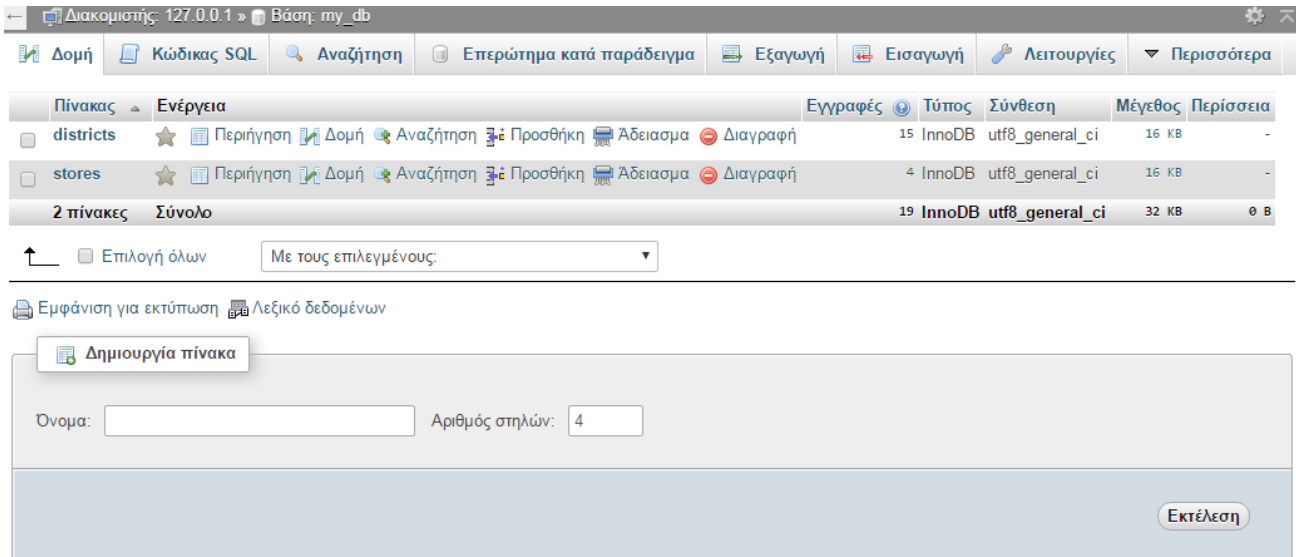 Διακομιστής: 127.0.0.1 » Βάση: my_db
Δομή Κώδικας SQL Αναζήτηση Επερώτημα κατά παράδειγμα Εξαγωγή Εισαγωγή Λειτουργίες Περισσότερα
Πίνακας Ενέργεια Εγγραφές Τύπος Σύνθεση Μέγεθος Περίσσεια
districts Περιήγηση Δομή Αναζήτηση Προσθήκη Άδειασμα Διαγραφή 15 InnoDB utf8_general_ci 16 KB -
stores Περιήγηση Δομή Αναζήτηση Προσθήκη Άδειασμα Διαγραφή 4 InnoDB utf8_general_ci 16 KB -
2 πίνακες Σύνολο 19 InnoDB utf8_general_ci 32 KB 0 B
Επιλογή όλων Με τους επιλεγμένους:
Εμφάνιση για εκτύπωση Λεξικό δεδομένων
Δημιουργία πίνακα
Όνομα: Αριθμός στηλών: 4
Εκτέλεση